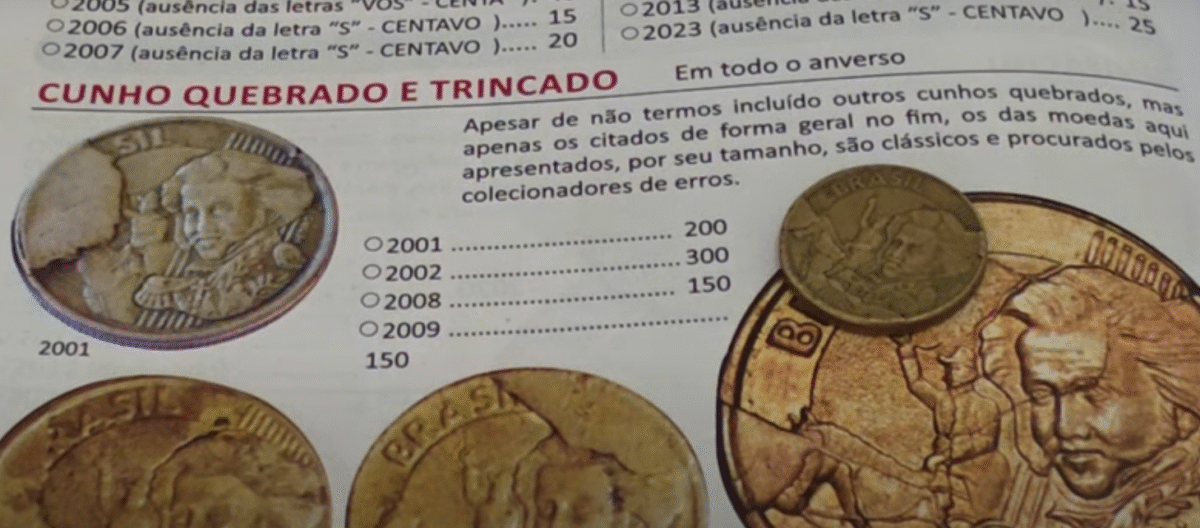 2005 (ausência das letras "VOS" -
15
2006 (ausência da letra "S" - CENTAVO )..... 15
2007 (ausência da letra "S" - CENTAVO )..... 20
2013
2023 (ausência da letra "S" - CENTAVO )..... 25
CUNHO QUEBRADO E TRINCADO
Em todo o anverso
Apesar de não termos incluído outros cunhos quebrados, mas
apenas os citados de forma geral no fim, os das moedas aqui
apresentados, por seu tamanho, são clássicos e procurados pelos
colecionadores de erros.
2001 .................................. 200
2002 .................................. 300
2008 .................................. 150
2009 ..........................................
150
2001
SIL
BRASIL
BRASIL
BRASI
B